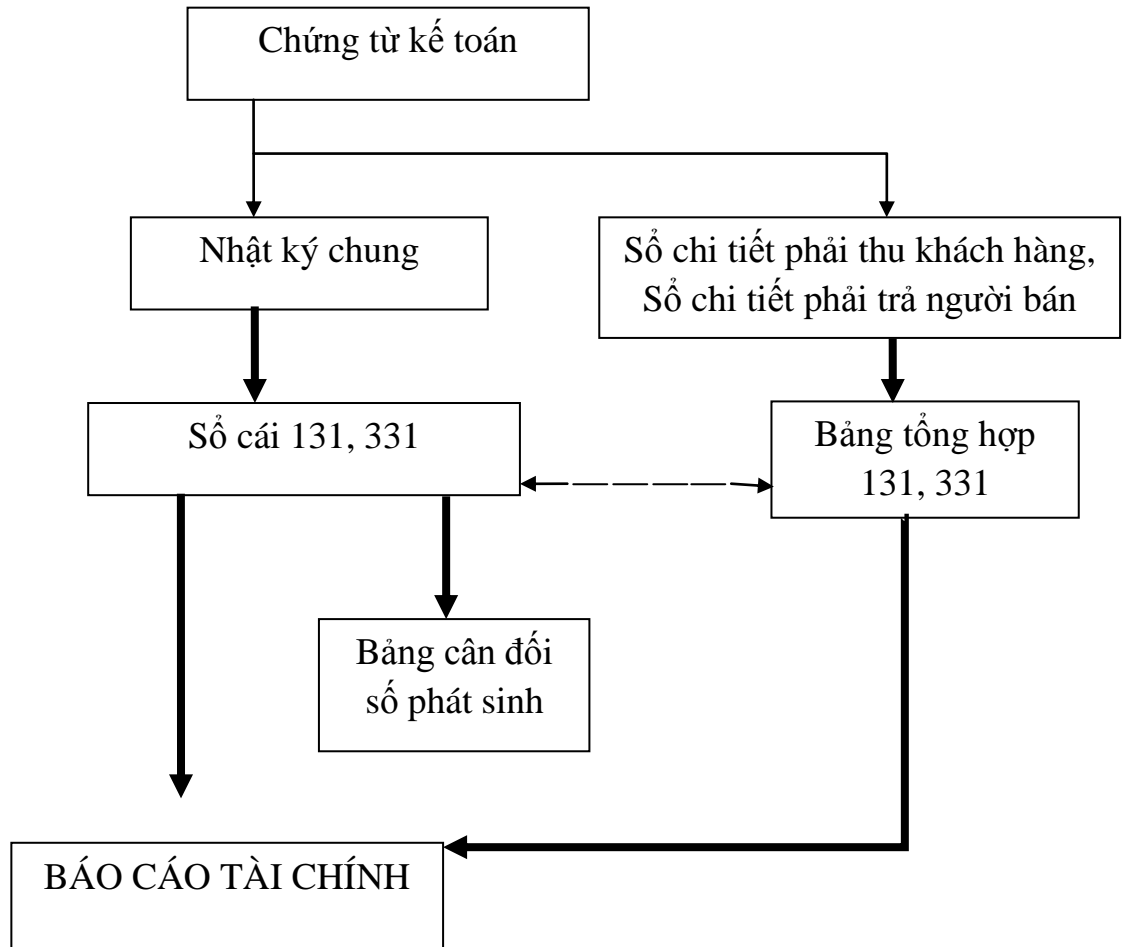 Chứng từ kế toán
Nhật ký chung
Sổ chi tiết phải thu khách hàng,
Sổ chi tiết phải trả người bán
Sổ cái 131, 331
Bảng tổng hợp
131, 331
Bảng cân đối
số phát sinh
BÁO CÁO TÀI CHÍNH